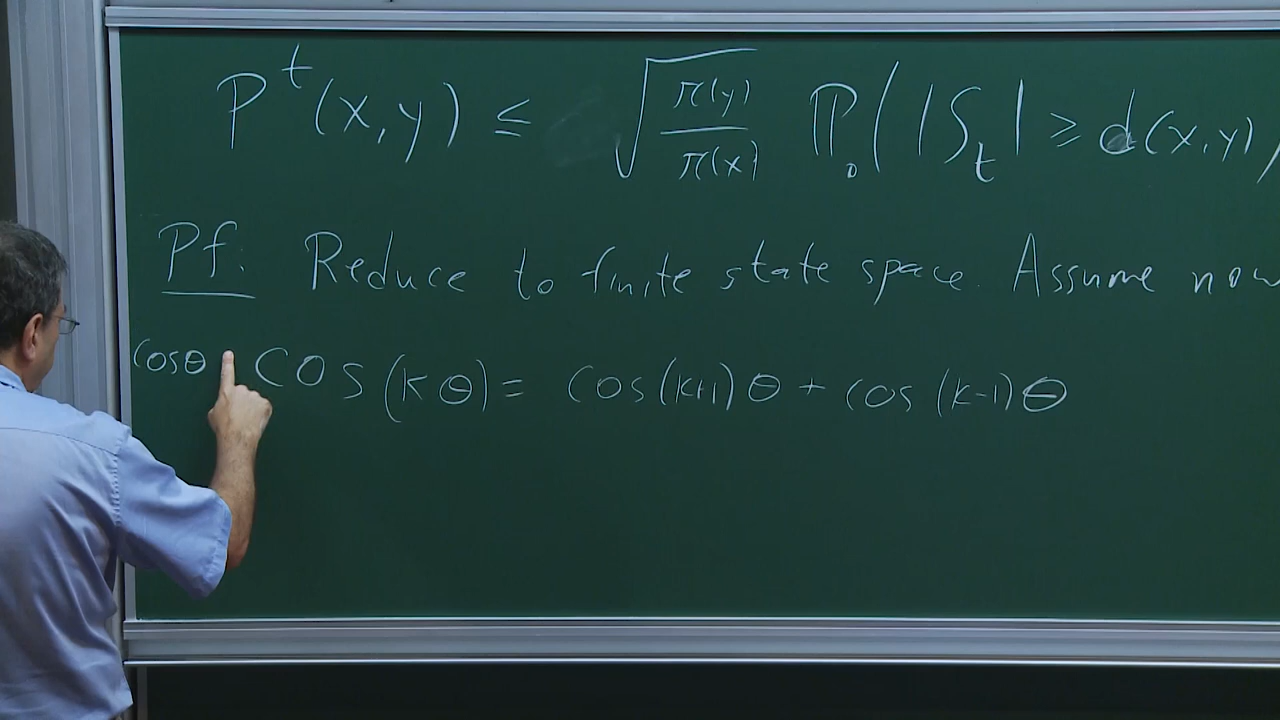 P^t(x,y) ≤ √(π(y)/π(x)) ℙ₀(|S_t| ≥ d(x,y)
Pf: Reduce to finite state space. Assume now
cosθ cos(kθ) = cos(k+1)θ + cos(k-1)θ